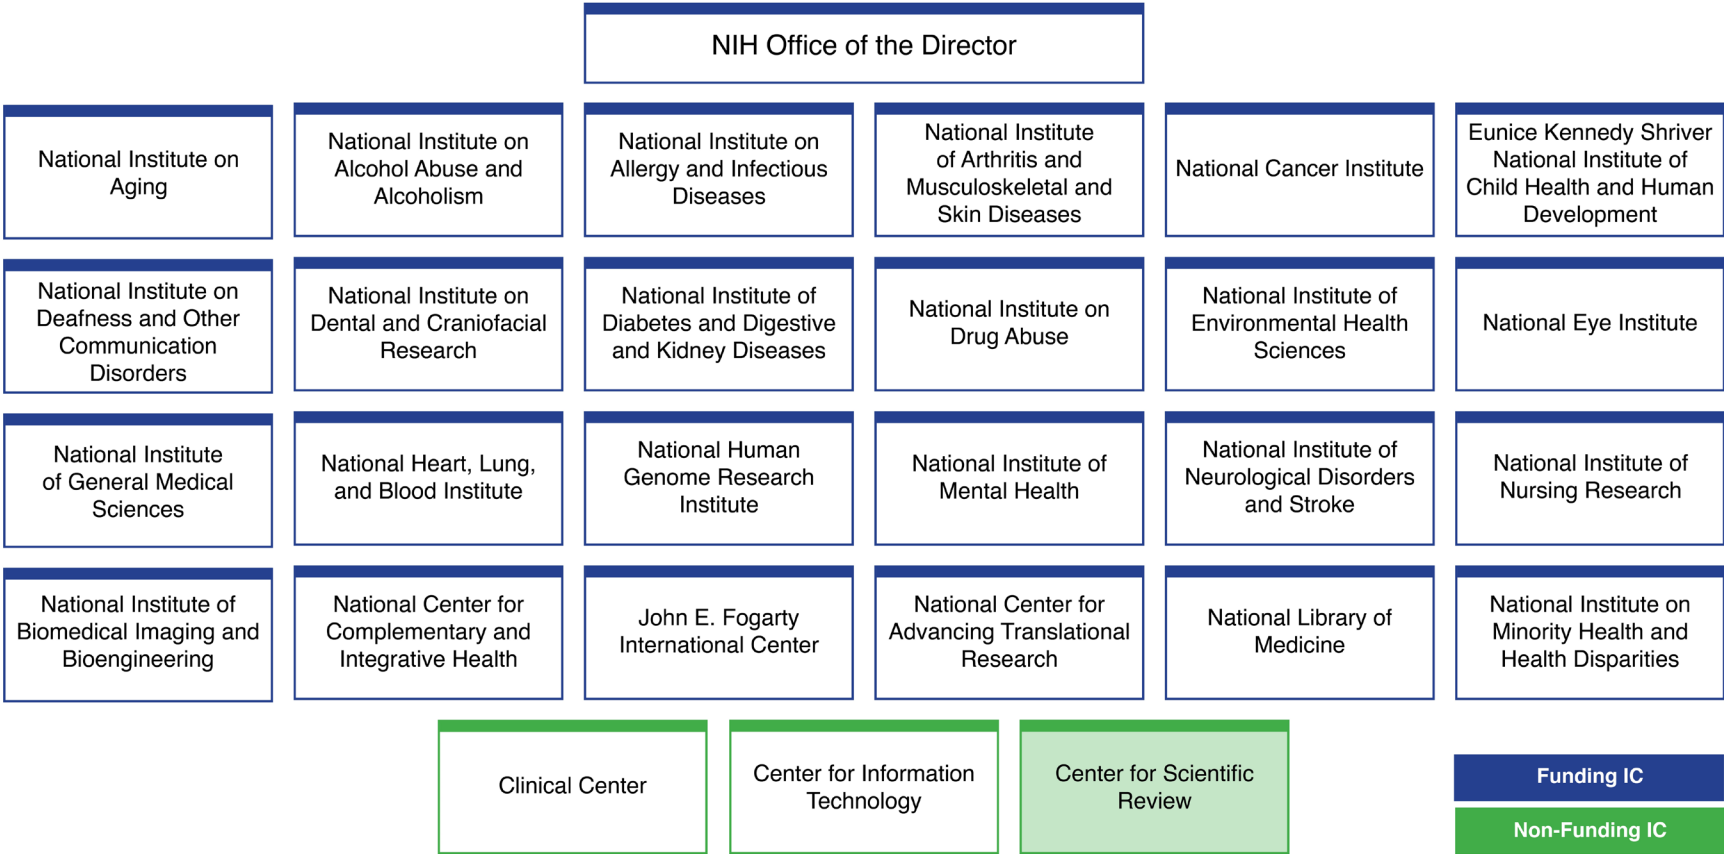 NIH Office of the Director
National Institute on
Aging
National Institute on
Alcohol Abuse and
Alcoholism
National Institute on
Allergy and Infectious
Diseases
National Institute
of Arthritis and
Musculoskeletal and
Skin Diseases
National Cancer Institute
Eunice Kennedy Shriver
National Institute of
Child Health and Human
Development
National Institute on
Deafness and Other
Communication
Disorders
National Institute on
Dental and Craniofacial
Research
National Institute of
Diabetes and Digestive
and Kidney Diseases
National Institute on
Drug Abuse
National Institute of
Environmental Health
Sciences
National Eye Institute
National Institute
of General Medical
Sciences
National Heart, Lung,
and Blood Institute
National Human
Genome Research
Institute
National Institute of
Mental Health
National Institute of
Neurological Disorders
and Stroke
National Institute of
Nursing Research
National Institute of
Biomedical Imaging and
Bioengineering
National Center for
Complementary and
Integrative Health
John E. Fogarty
International Center
National Center for
Advancing Translational
Research
National Library of
Medicine
National Institute on
Minority Health and
Health Disparities
Clinical Center
Center for Information
Technology
Center for Scientific
Review
Funding IC
Non-Funding IC